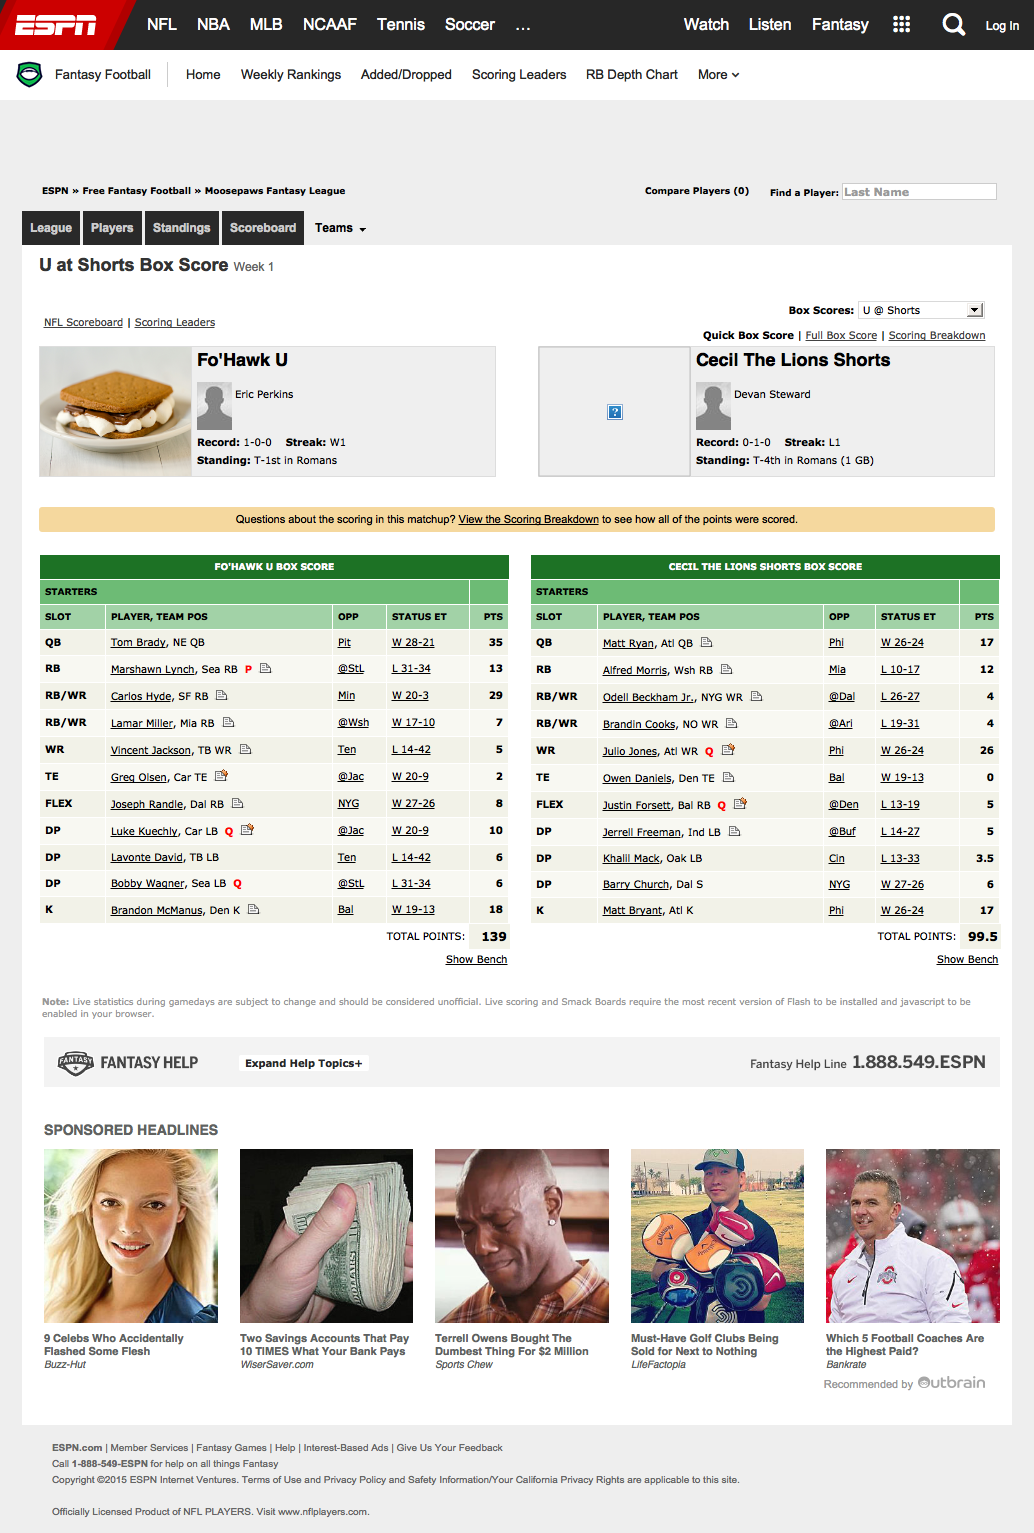 ESPN NFL NBA MLB NCAAF Tennis Soccer ... Watch Listen Fantasy Log In
Fantasy Football Home Weekly Rankings Added/Dropped Scoring Leaders RB Depth Chart More
ESPN » Free Fantasy Football » Moosepaws Fantasy League Compare Players (0) Find a Player: Last Name
League Players Standings Scoreboard Teams
U at Shorts Box Score Week 1
Box Scores: U @ Shorts
NFL Scoreboard | Scoring Leaders
Quick Box Score | Full Box Score | Scoring Breakdown
Fo'Hawk U
Eric Perkins
Record: 1-0-0 Streak: W1
Standing: T-1st in Romans
Cecil The Lions Shorts
?
Devan Steward
Record: 0-1-0 Streak: L1
Standing: T-4th in Romans (1 GB)
Questions about the scoring in this matchup? View the Scoring Breakdown to see how all of the points were scored.
FO'HAWK U BOX SCORE
STARTERS
SLOT PLAYER, TEAM POS OPP STATUS ET PTS
QB Tom Brady, NE QB Pit W 28-21 35
RB Marshawn Lynch, Sea RB P @StL L 31-34 13
RB/WR Carlos Hyde, SF RB Min W 20-3 29
RB/WR Lamar Miller, Mia RB @Wsh W 17-10 7
WR Vincent Jackson, TB WR Ten L 14-42 5
TE Greg Olsen, Car TE @Jac W 20-9 2
FLEX Joseph Randle, Dal RB NYG W 27-26 8
DP Luke Kuechly, Car LB Q @Jac W 20-9 10
DP Lavonte David, TB LB Ten L 14-42 6
DP Bobby Wagner, Sea LB Q @StL L 31-34 6
K Brandon McManus, Den K Bal W 19-13 18
TOTAL POINTS: 139
Show Bench
CECIL THE LIONS SHORTS BOX SCORE
STARTERS
SLOT PLAYER, TEAM POS OPP STATUS ET PTS
QB Matt Ryan, Atl QB Phi W 26-24 17
RB Alfred Morris, Wsh RB Mia L 10-17 12
RB/WR Odell Beckham Jr., NYG WR @Dal L 26-27 4
RB/WR Brandin Cooks, NO WR @Ari L 19-31 4
WR Julio Jones, Atl WR Q Phi W 26-24 26
TE Owen Daniels, Den TE Bal W 19-13 0
FLEX Justin Forsett, Bal RB Q @Den L 13-19 5
DP Jerrell Freeman, Ind LB @Buf L 14-27 5
DP Khalil Mack, Oak LB Cin L 13-33 3.5
DP Barry Church, Dal S NYG W 27-26 6
K Matt Bryant, Atl K Phi W 26-24 17
TOTAL POINTS: 99.5
Show Bench
Note: Live statistics during gamedays are subject to change and should be considered unofficial. Live scoring and Smack Boards require the most recent version of Flash to be installed and javascript to be
enabled in your browser.
FANTASY FANTASY HELP Expand Help Topics+ Fantasy Help Line 1.888.549.ESPN
SPONSORED HEADLINES
9 Celebs Who Accidentally
Flashed Some Flesh
Buzz-Hut
Two Savings Accounts That Pay
10 TIMES What Your Bank Pays
WiserSaver.com
Terrell Owens Bought The
Dumbest Thing For $2 Million
Sports Chew
Must-Have Golf Clubs Being
Sold for Next to Nothing
LifeFactopia
Which 5 Football Coaches Are
the Highest Paid?
Bankrate
Recommended by Outbrain
ESPN.com | Member Services | Fantasy Games | Help | Interest-Based Ads | Give Us Your Feedback
Call 1-888-549-ESPN for help on all things Fantasy
Copyright ©2015 ESPN Internet Ventures. Terms of Use and Privacy Policy and Safety Information/Your California Privacy Rights are applicable to this site.
Officially Licensed Product of NFL PLAYERS. Visit www.nflplayers.com.